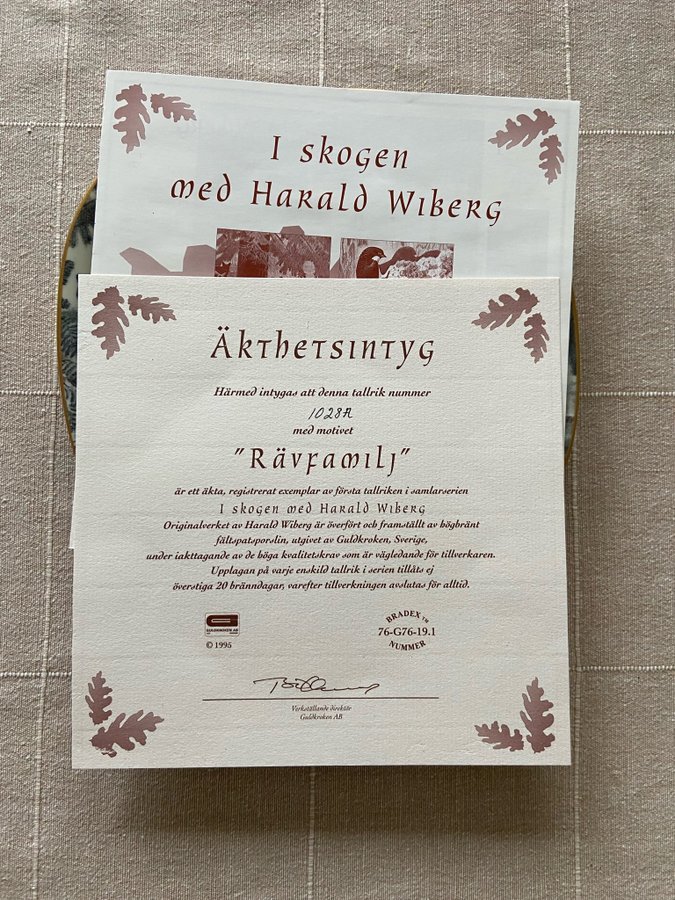 I skogen
med Harald Wiberg
Äkthetsintyg
Härmed intygas att denna tallrik nummer
1028A
med motivet
"Rävfamilj"
är ett äkta, registrerat exemplar av första tallriken i samlarserien
I skogen med Harald Wiberg
Originalverket av Harald Wiberg är överfört och framställt av högbränt
fältspatsporslin, utgivet av Guldkroken, Sverige,
under iakttagande av de höga kvalitetskrav som är vägledande för tillverkaren.
Upplagan på varje enskild tallrik i serien tillåts ej
överstiga 20 bränndagar, varefter tillverkningen avslutas för alltid.
GULDKROKEN AB
© 1995
BRADEX TM
76-G76-19.1
NUMMER
Verkställande direktör
Guldkroken AB